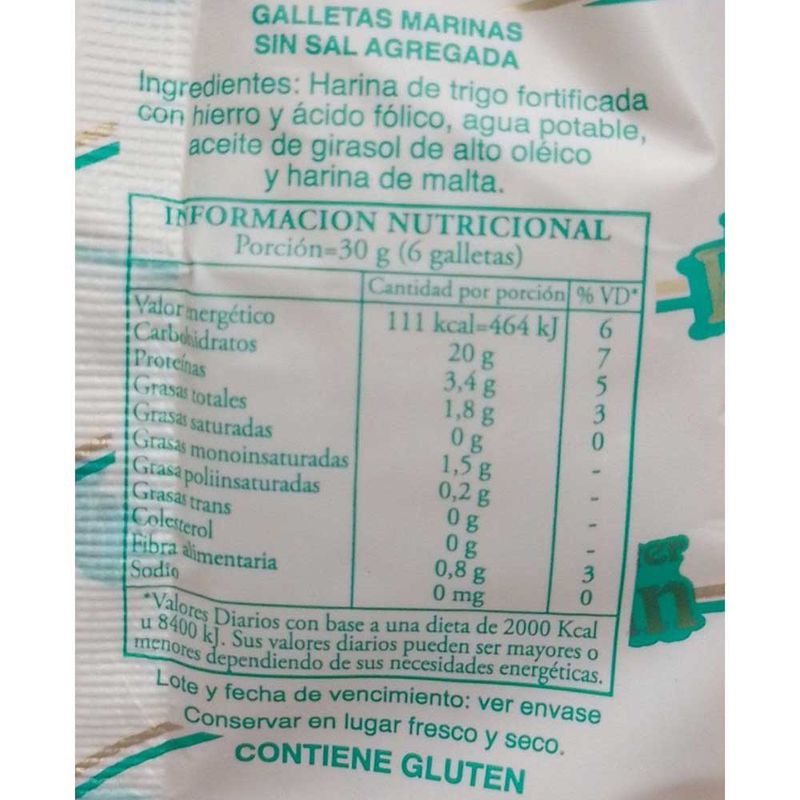 GALLETAS MARINAS
SIN SAL AGREGADA
Ingredientes: Harina de trigo fortificada
con hierro y ácido fólico, agua potable,
aceite de girasol de alto oléico
y harina de malta.
INFORMACION NUTRICIONAL
Porción=30 g (6 galletas)
Cantidad por porción % VD*
Valor energético 111 kcal=464 kJ 6
Carbohidratos 20 g 7
Proteínas 3,4 g 5
Grasas totales 1,8 g 3
Grasas saturadas 0 g 0
Grasas monoinsaturadas 1,5 g -
Grasa poliinsaturadas 0,2 g -
Grasas trans 0 g -
Colesterol 0 g -
Fibra alimentaria 0,8 g 3
Sodio 0 mg 0
*Valores Diarios con base a una dieta de 2000 Kcal
u 8400 kJ. Sus valores diarios pueden ser mayores o
menores dependiendo de sus necesidades energéticas.
Lote y fecha de vencimiento: ver envase
Conservar en lugar fresco y seco.
CONTIENE GLUTEN